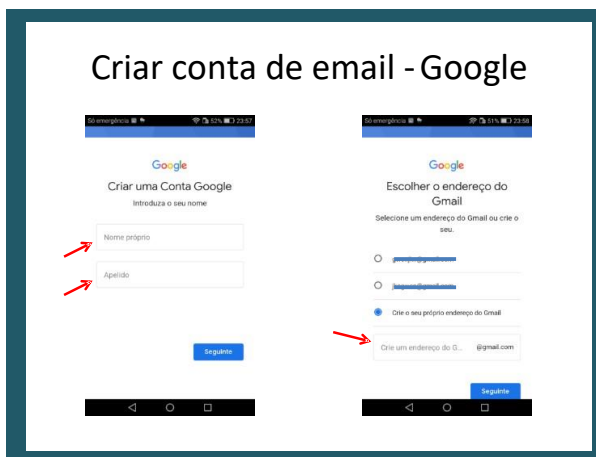 Criar conta de email - Google
Só emergência 52% 23:57
Google
Criar uma Conta Google
Introduza o seu nome
Nome próprio
Apelido
Seguinte
Só emergência 51% 23:58
Google
Escolher o endereço do
Gmail
Selecione um endereço do Gmail ou crie o
seu.
Crie o seu próprio endereço do Gmail
Crie um endereço do G... @gmail.com
Seguinte